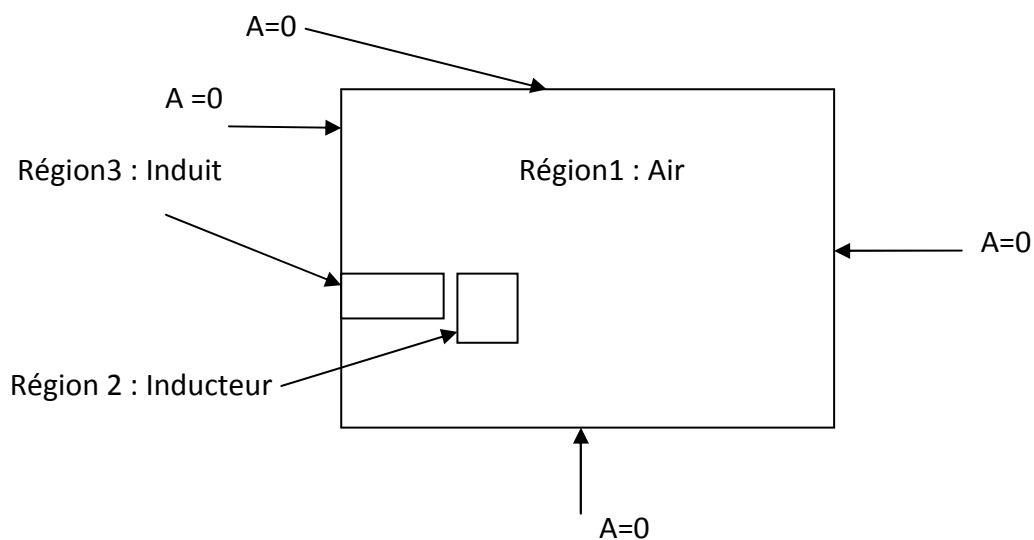 A=0
A =0
Région3 : Induit
Région1 : Air
A=0
Région 2 : Inducteur
A=0